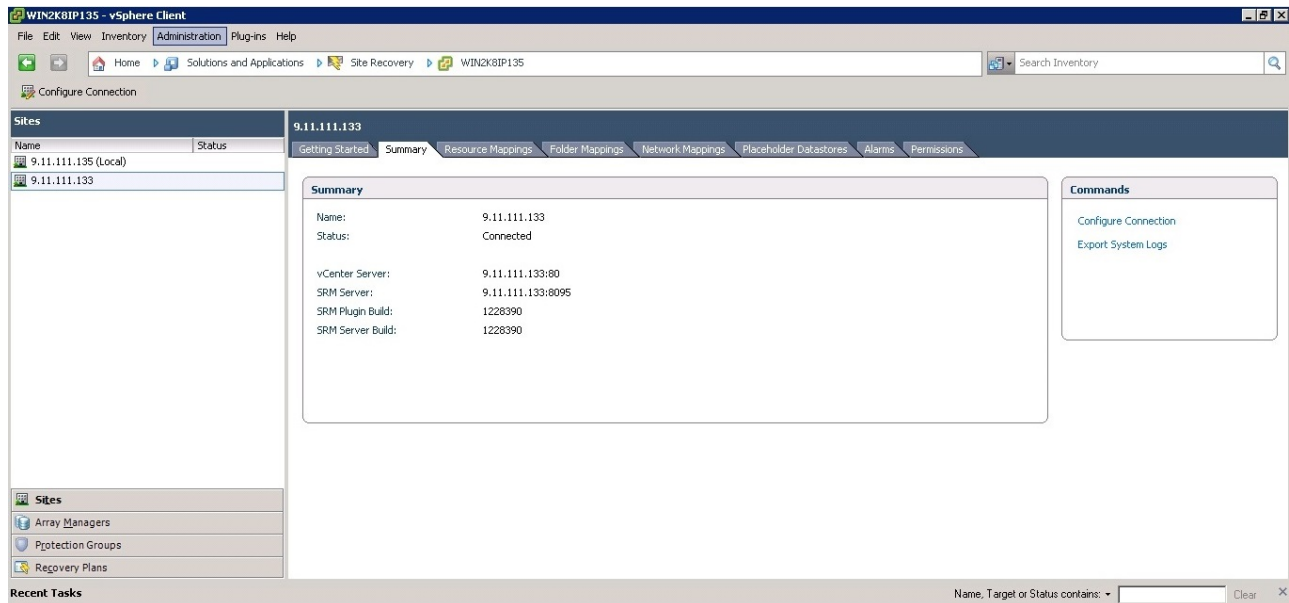 WIN2K8IP135 - vSphere Client
File Edit View Inventory Administration Plug-ins Help
Home Solutions and Applications Site Recovery WIN2K8IP135 Search Inventory
Configure Connection
Sites
Name Status
9.11.111.135 (Local)
9.11.111.133
Sites
Array Managers
Protection Groups
Recovery Plans
9.11.111.133
Getting Started Summary Resource Mappings Folder Mappings Network Mappings Placeholder Datastores Alarms Permissions
Summary
Name: 9.11.111.133
Status: Connected
vCenter Server: 9.11.111.133:80
SRM Server: 9.11.111.133:8095
SRM Plugin Build: 1228390
SRM Server Build: 1228390
Commands
Configure Connection
Export System Logs
Recent Tasks Name, Target or Status contains: Clear